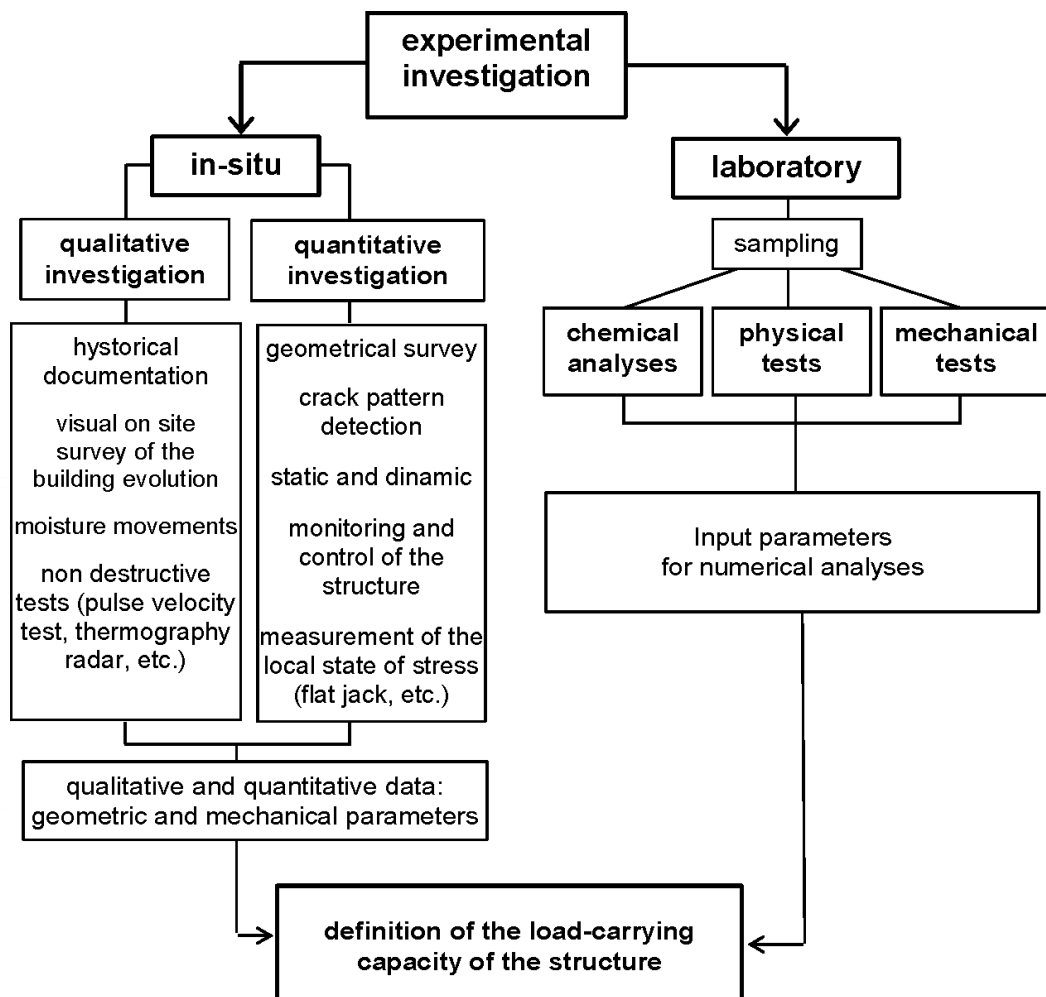 experimental
investigation
in-situ
laboratory
qualitative
investigation
quantitative
investigation
sampling
chemical
analyses
physical
tests
mechanical
tests
hystorical
documentation
visual on site
survey of the
building evolution
moisture movements
non destructive
tests (pulse velocity
test, thermography
radar, etc.)
geometrical survey
crack pattern
detection
static and dinamic
monitoring and
control of the
structure
measurement of the
local state of stress
(flat jack, etc.)
Input parameters
for numerical analyses
qualitative and quantitative data:
geometric and mechanical parameters
definition of the load-carrying
capacity of the structure